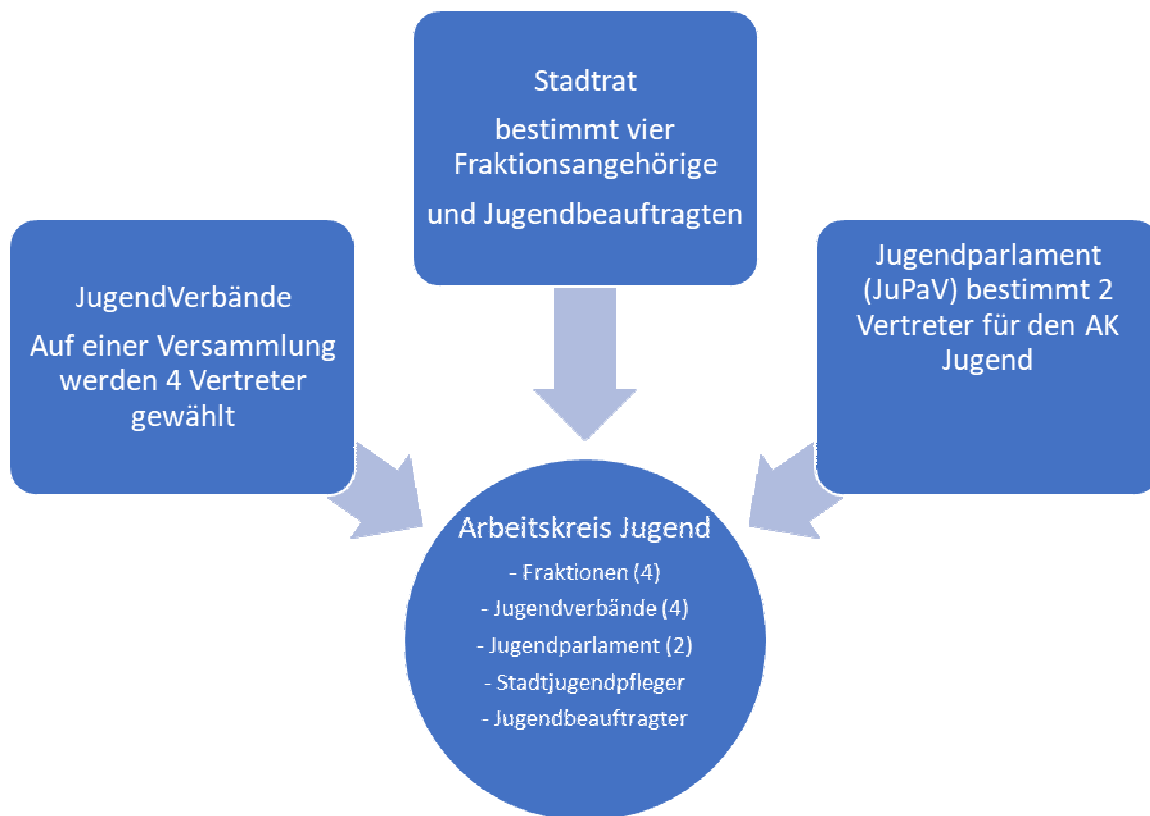 Stadtrat
bestimmt vier
Fraktionsangehörige
und Jugendbeauftragten
JugendVerbände
Auf einer Versammlung
werden 4 Vertreter
gewählt
Jugendparlament
(JuPaV) bestimmt 2
Vertreter für den AK
Jugend
Arbeitskreis Jugend
- Fraktionen (4)
- Jugendverbände (4)
- Jugendparlament (2)
- Stadtjugendpfleger
- Jugendbeauftragter